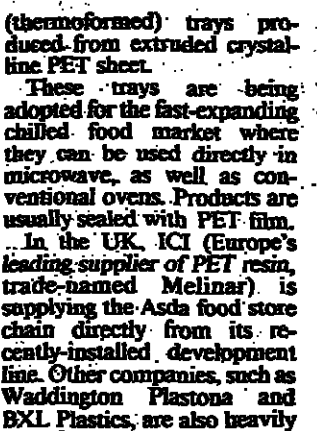 (thermoformed) trays pro-
duced from extruded crystal-
line PET sheet.
These trays are being
adopted for the fast-expanding
chilled food market where
they can be used directly in
microwave, as well as con-
ventional ovens. Products are
usually sealed with PET film.
In the UK, ICI (Europe's
leading supplier of PET resin,
trade-named Melinar) is
supplying the Asda food store
chain directly from its re-
cently-installed development
line. Other companies, such as
Waddington Plastona and
BXL Plastics, are also heavily